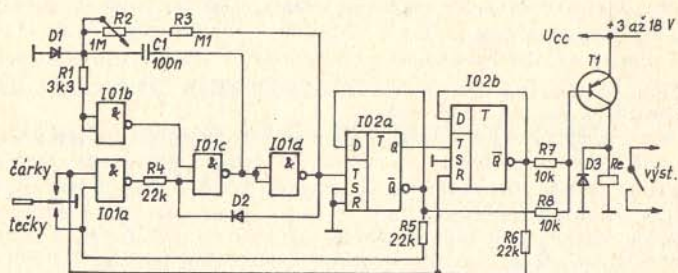 +3 až 18 V
Ucc
T1
D1
R2
R3
1M
C1
M1
100n
R1
3k3
IO1b
&
IO1c
&
IO1d
&
IO2a
D T
Q
T
S
R
Q̅
IO2b
D T
T
S
R
Q̅
R7
10k
D3
Re
výst.
čárky
tečky
&
IO1a
R4
22k
D2
R5
22k
R8
10k
R6
22k